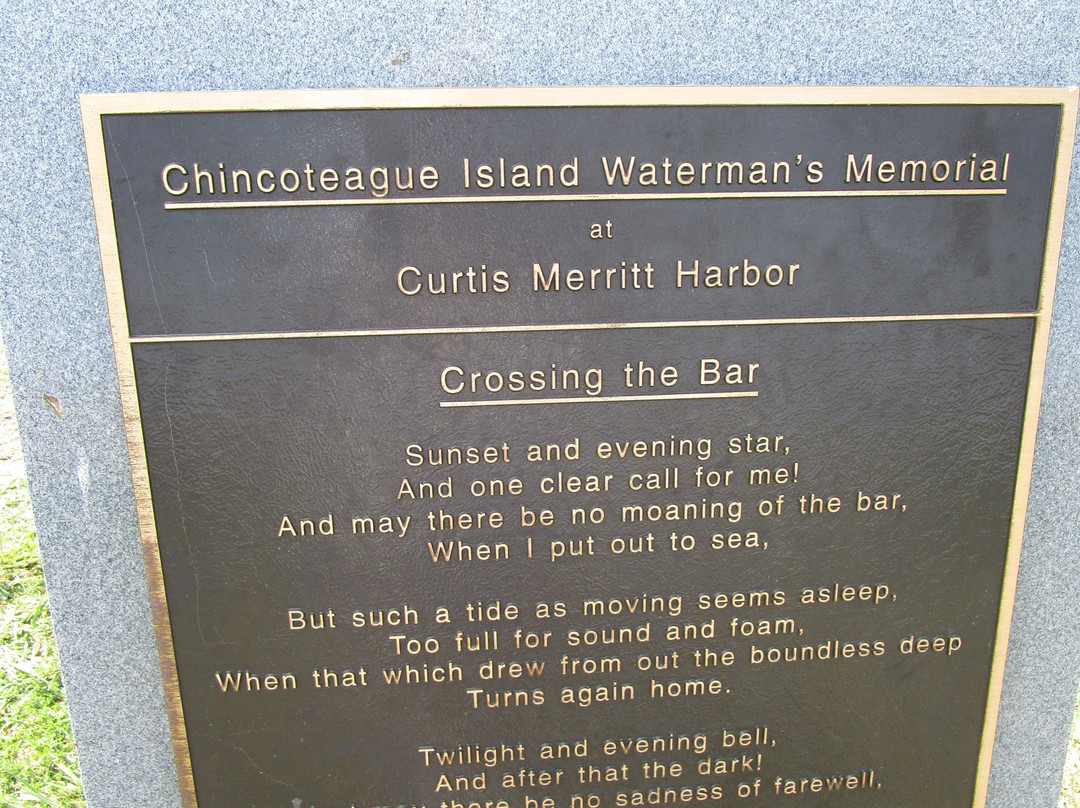 Chincoteague Island Waterman's Memorial
at
Curtis Merritt Harbor
Crossing the Bar
Sunset and evening star,
And one clear call for me!
And may there be no moaning of the bar,
When I put out to sea,
But such a tide as moving seems asleep,
Too full for sound and foam,
When that which drew from out the boundless deep
Turns again home.
Twilight and evening bell,
And after that the dark!
may there be no sadness of farewell,